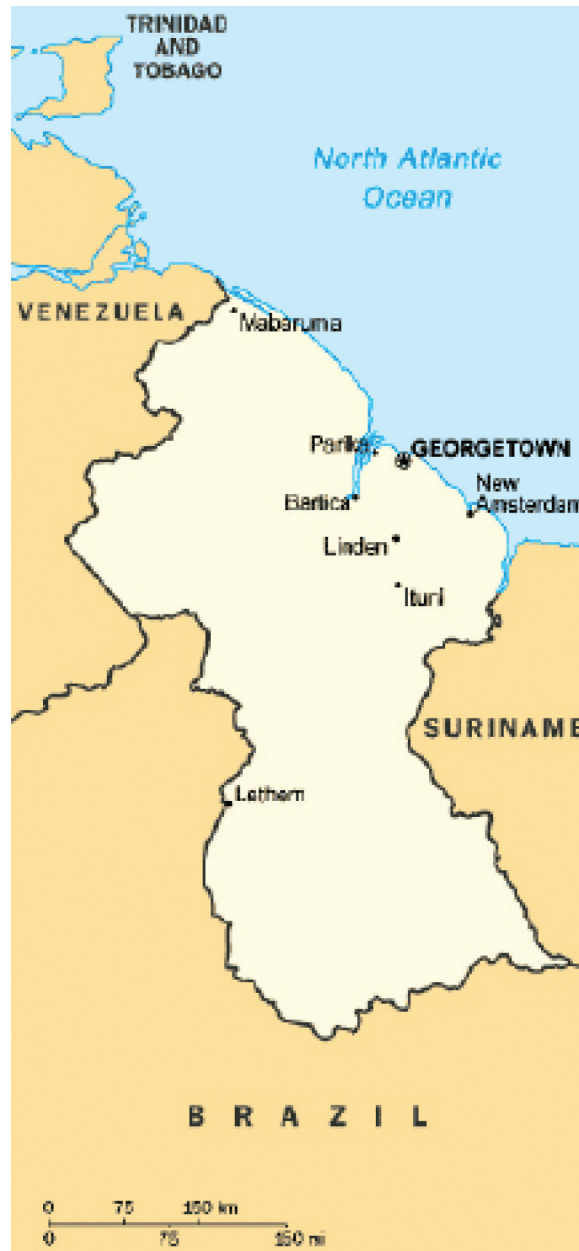 TRINIDAD
AND
TOBAGO
North Atlantic
Ocean
VENEZUELA
Mabaruma
Parika
GEORGETOWN
New
Amsterdam
Bartica
Linden
Ituni
SURINAME
Lethem
BRAZIL
0 75 150 km
0 75 150 mi